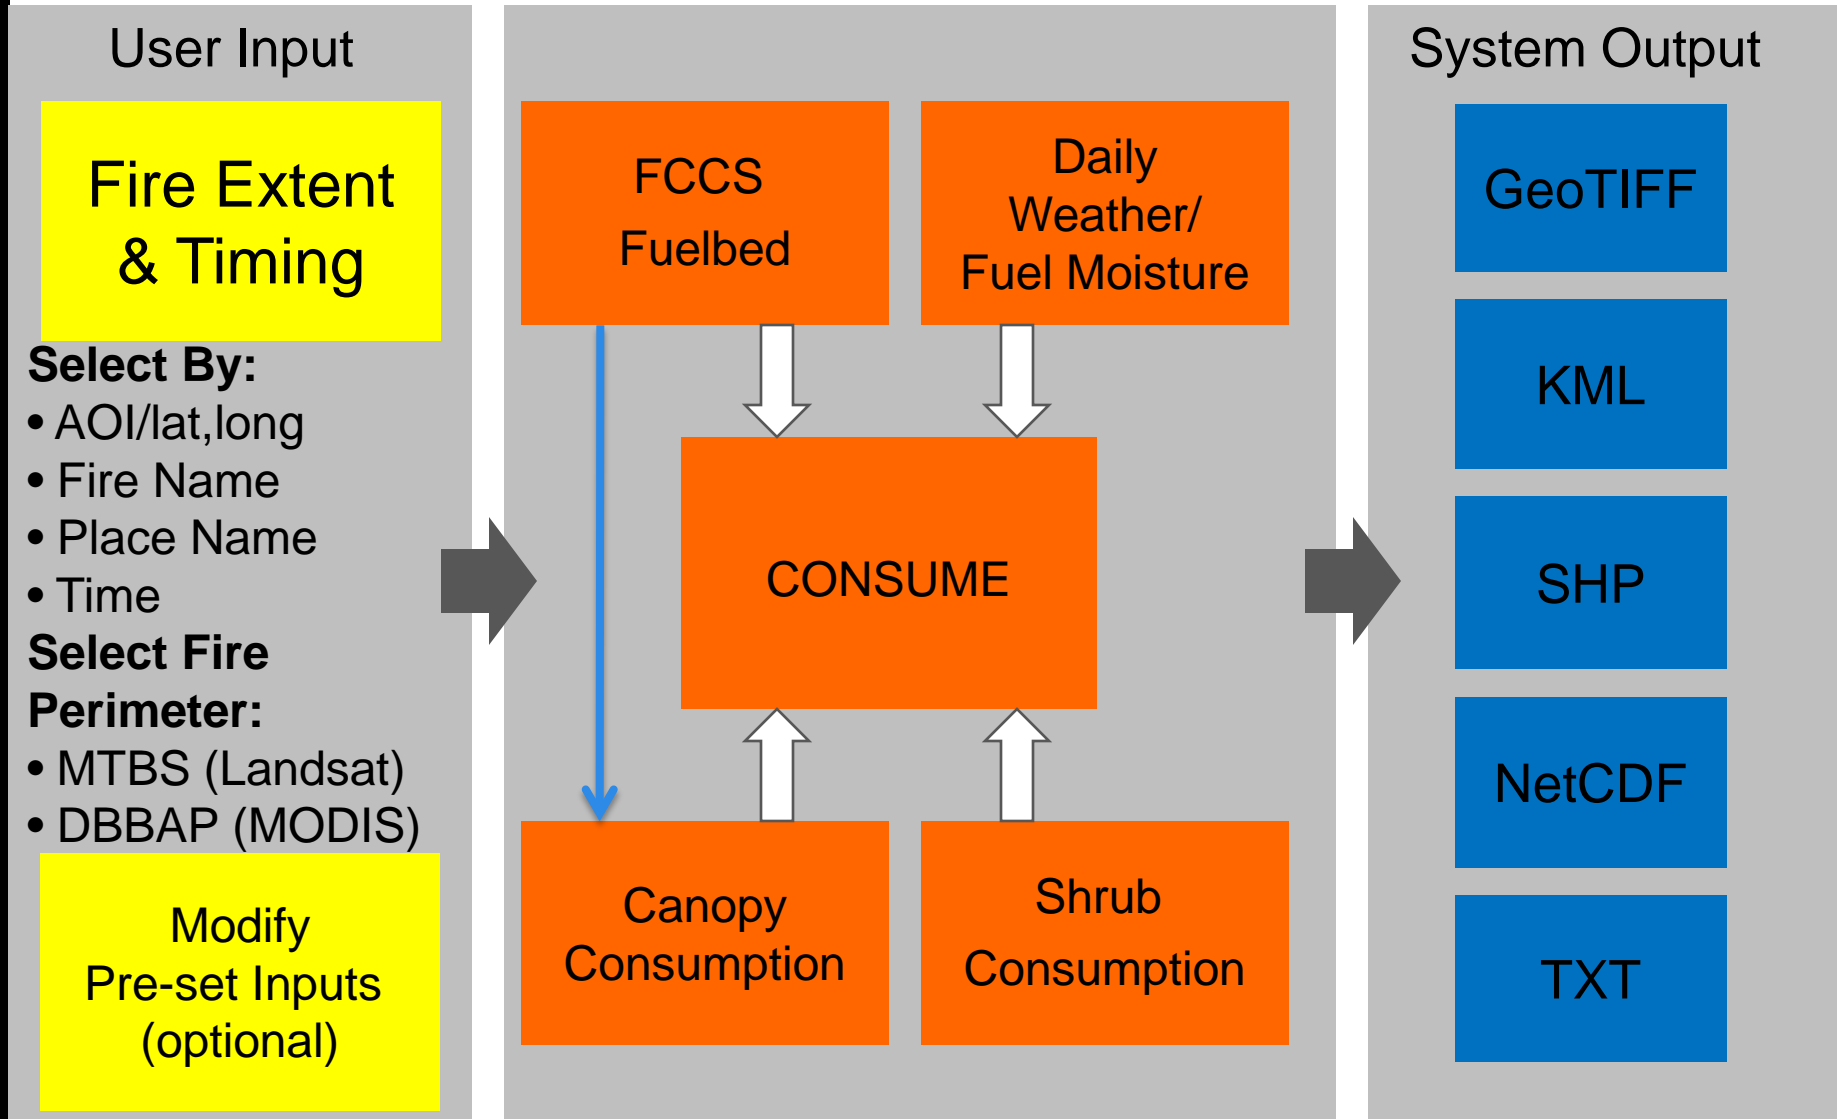 User Input
Fire Extent
& Timing
Select By:
• AOI/lat,long
• Fire Name
• Place Name
• Time
Select Fire
Perimeter:
• MTBS (Landsat)
• DBBAP (MODIS)
Modify
Pre-set Inputs
(optional)
FCCS
Fuelbed
Daily
Weather/
Fuel Moisture
CONSUME
Canopy
Consumption
Shrub
Consumption
System Output
GeoTIFF
KML
SHP
NetCDF
TXT